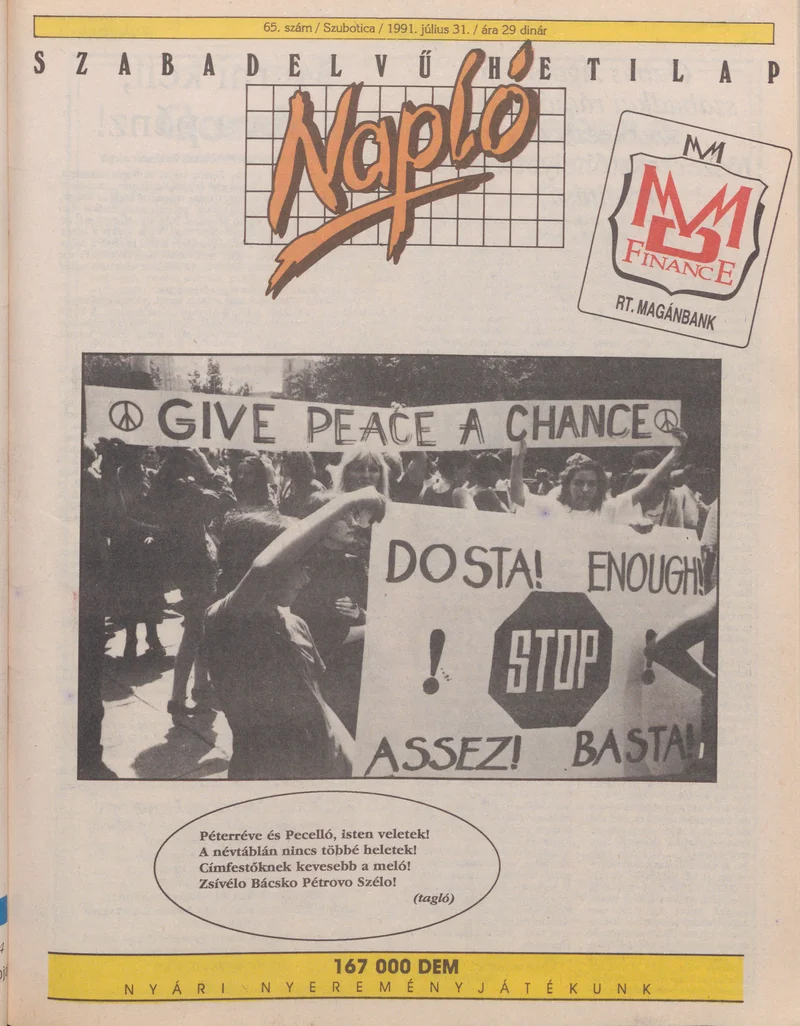 65. szám / Szubotica / 1991. július 31. / ára 29 dinár
SZABADELVŰ HETILAP
Napló
MDM
MDM
FINANCE
RT. MAGÁNBANK
GIVE PEACE A CHANCE
DOSTA! ENOUGH!
! STOP !
ASSEZ! BASTA!
Péterréve és Pecelló, isten veletek!
A névtáblán nincs többé heletek!
Címfestőknek kevesebb a meló!
Zsívélo Bácsko Pétrovo Szélo!
(tagló)
167 000 DEM
NYÁRI NYEREMÉNYJÁTÉKUNK